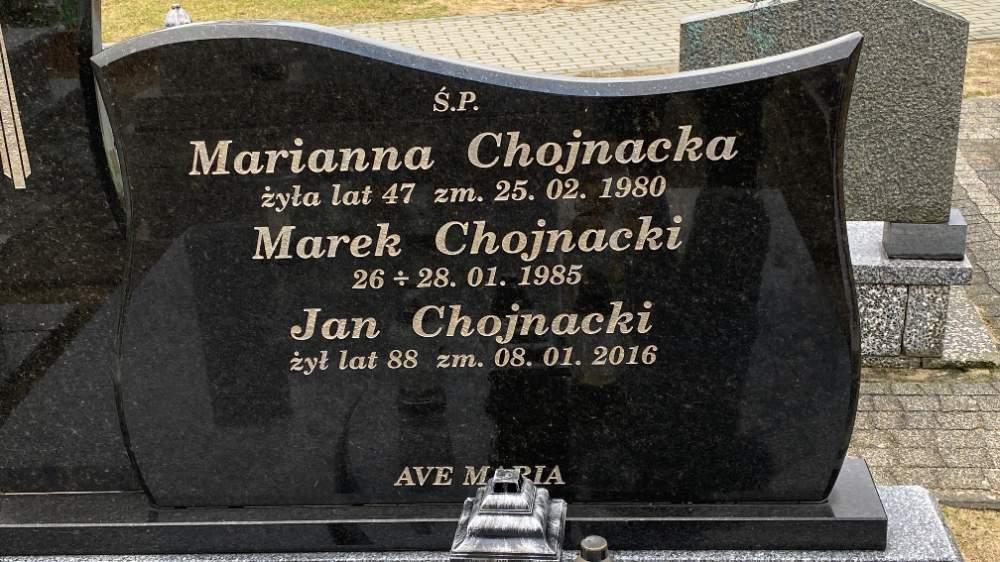 Ś.P.
Marianna Chojnacka
żyła lat 47 zm. 25. 02. 1980
Marek Chojnacki
26 ÷ 28. 01. 1985
Jan Chojnacki
żył lat 88 zm. 08. 01. 2016
AVE MARIA